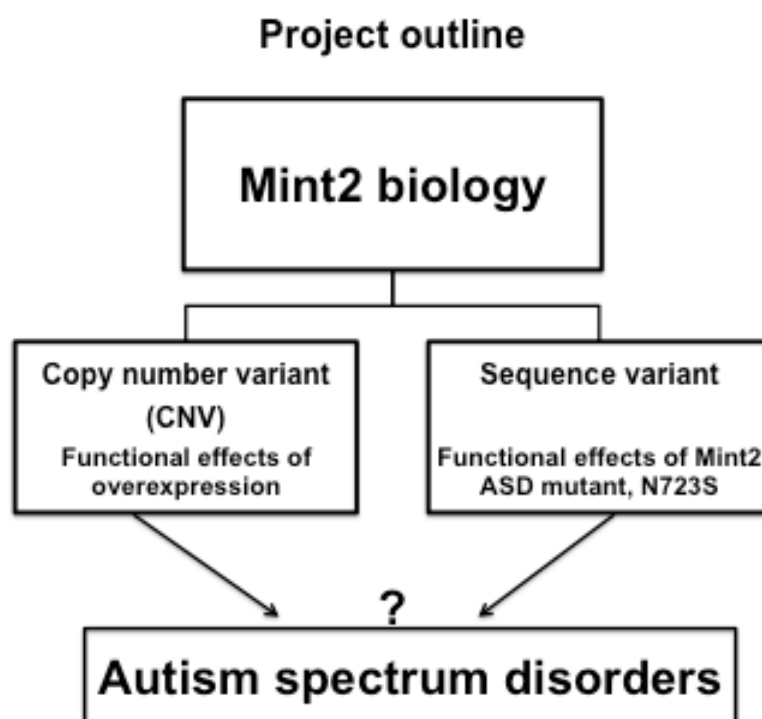 Project outline
Mint2 biology
Copy number variant
(CNV)
Functional effects of
overexpression
Sequence variant
Functional effects of Mint2
ASD mutant, N723S
?
Autism spectrum disorders